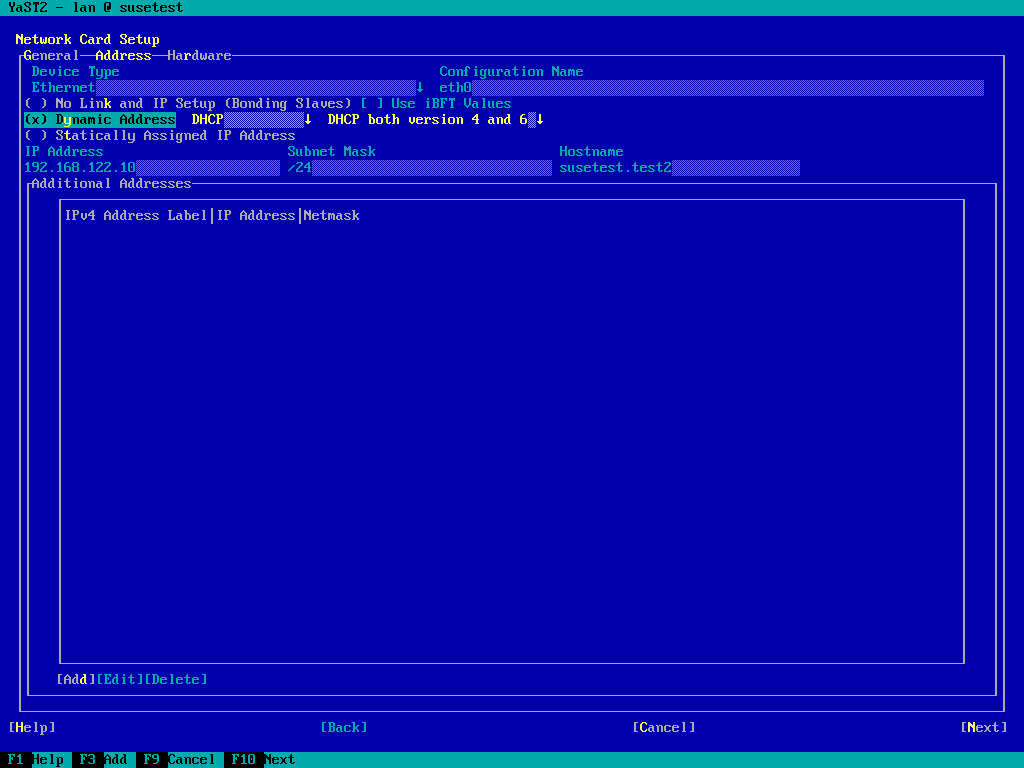 YaST2 - lan @ susetest
Network Card Setup
General Address Hardware
Device Type Configuration Name
Ethernet↓ eth0
( ) No Link and IP Setup (Bonding Slaves) [ ] Use iBFT Values
(x) Dynamic Address DHCP↓ DHCP both version 4 and 6↓
( ) Statically Assigned IP Address
IP Address Subnet Mask Hostname
192.168.122.10 /24 susetest.test2
Additional Addresses
IPv4 Address Label|IP Address|Netmask
[Add][Edit][Delete]
[Help] [Back] [Cancel] [Next]
F1 Help F3 Add F9 Cancel F10 Next